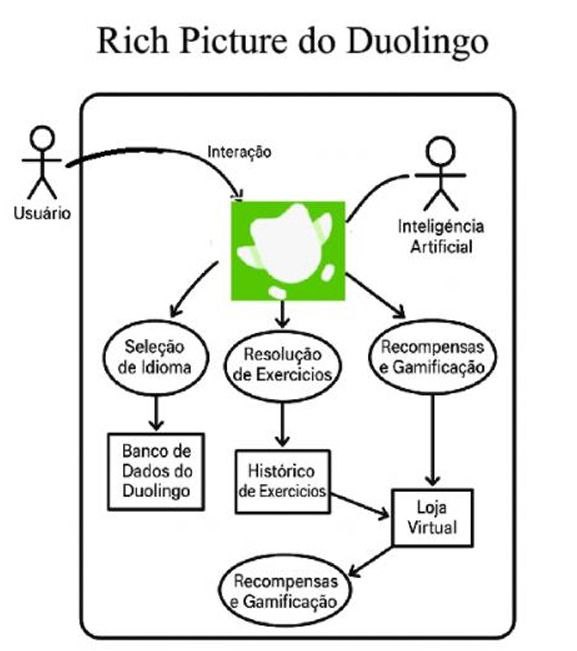 Rich Picture do Duolingo
Interação
Usuário
Inteligéncia
Artificial
Seleção
de Idioma
Resolução
de Exercicios
Recompensas
e Gamificação
Banco de
Dados do
Duolingo
Histórico
de Exercicios
Loja
Virtual
Recompensas
e Gamificação